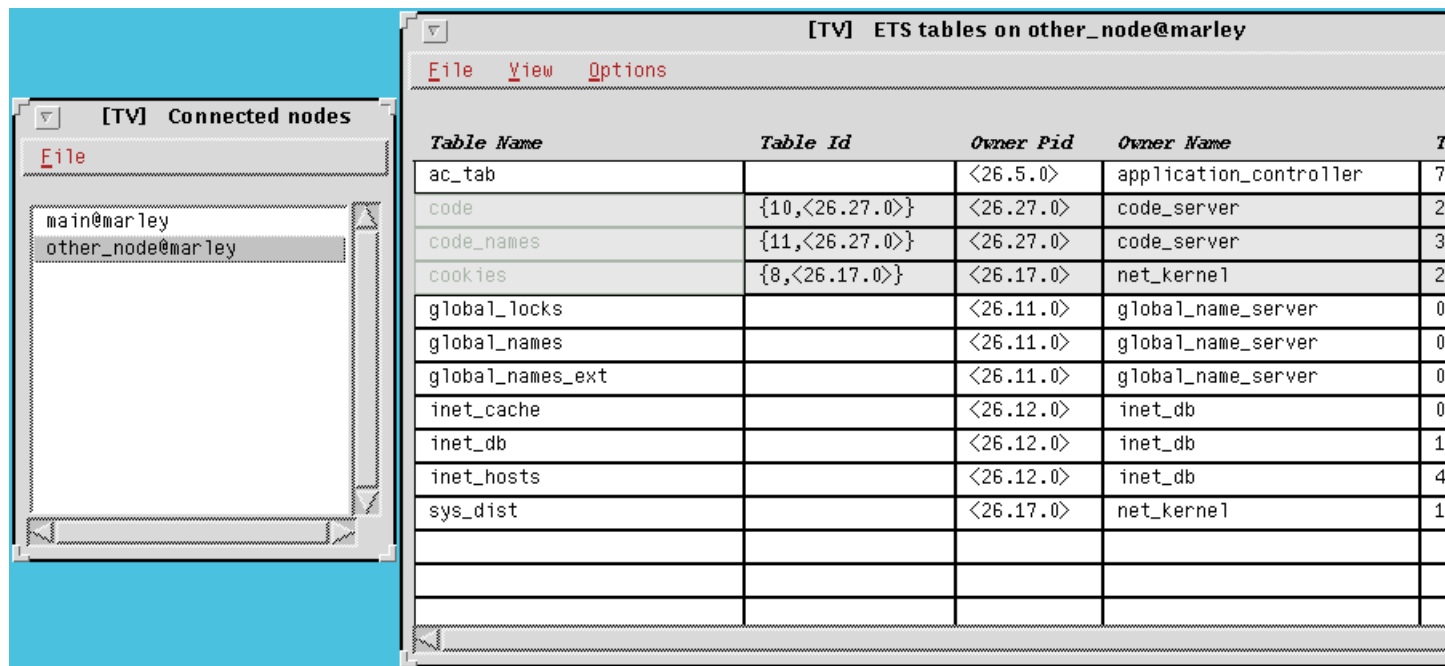 [TV] Connected nodes
File
main@marley
other_node@marley
[TV] ETS tables on other_node@marley
File View Options
Table Name Table Id Owner Pid Owner Name T
ac_tab <26.5.0> application_controller 7
code {10,<26.27.0>} <26.27.0> code_server 2
code_names {11,<26.27.0>} <26.27.0> code_server 3
cookies {8,<26.17.0>} <26.17.0> net_kernel 2
global_locks <26.11.0> global_name_server 0
global_names <26.11.0> global_name_server 0
global_names_ext <26.11.0> global_name_server 0
inet_cache <26.12.0> inet_db 0
inet_db <26.12.0> inet_db 1
inet_hosts <26.12.0> inet_db 4
sys_dist <26.17.0> net_kernel 1